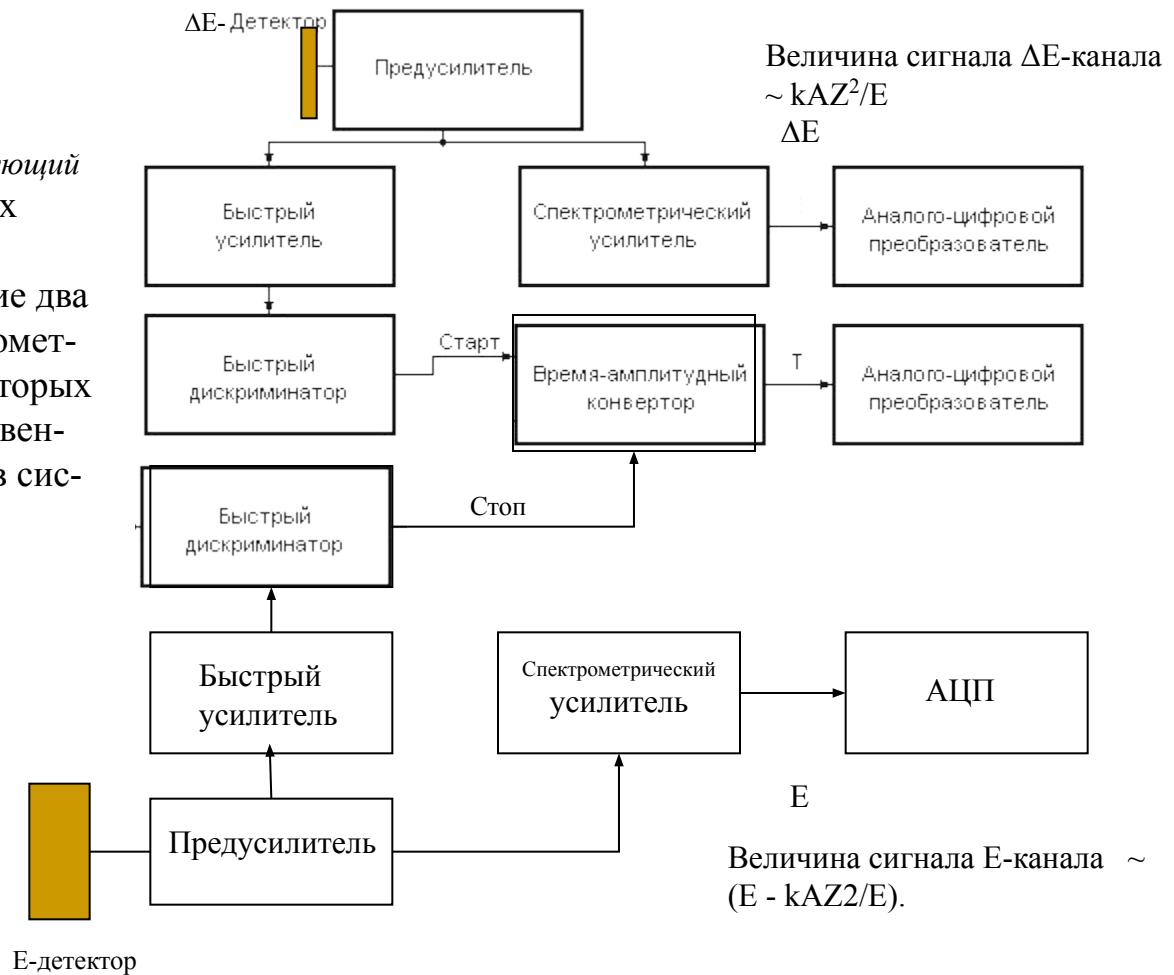 ΔE- Детектор
Предусилитель
Величина сигнала ΔE-канала
~ kAZ²/E
ΔE
ующий
х
ие два
омет-
торых
вен-
в сис-
Быстрый
усилитель
Спектрометрический
усилитель
Аналого-цифровой
преобразователь
Быстрый
дискриминатор
Старт
Время-амплитудный
конвертор
T
Аналого-цифровой
преобразователь
Быстрый
дискриминатор
Стоп
Быстрый
усилитель
Спектрометрический
усилитель
АЦП
Предусилитель
E
Величина сигнала E-канала ~
(E - kAZ2/E).
E-детектор